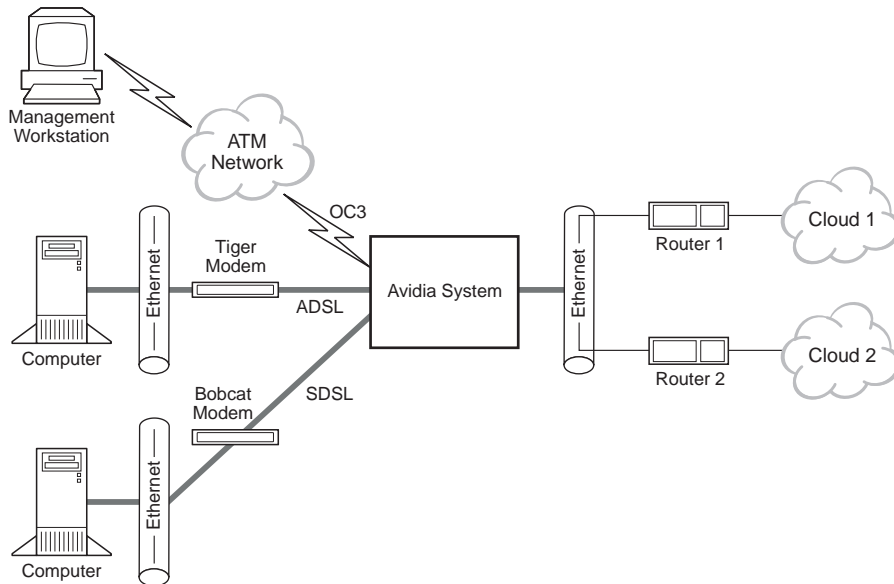 Management
Workstation
ATM
Network
OC3
Cloud 1
Router 1
Ethernet
Tiger
Modem
Avidia System
Ethernet
ADSL
Computer
Cloud 2
Router 2
Bobcat
Modem
SDSL
Ethernet
Computer